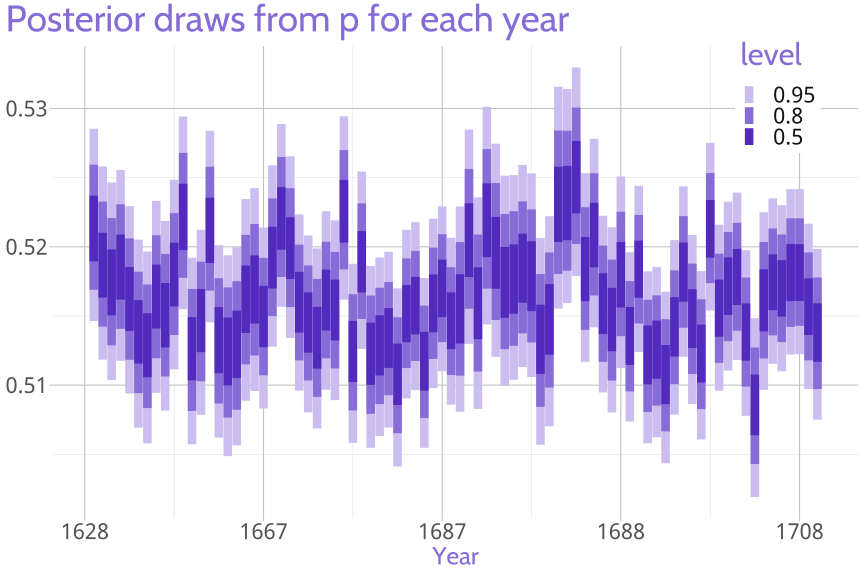 Posterior draws from p for each year
level
0.95
0.8
0.5
0.53
0.52
0.51
1628 1667 1687 1688 1708
Year